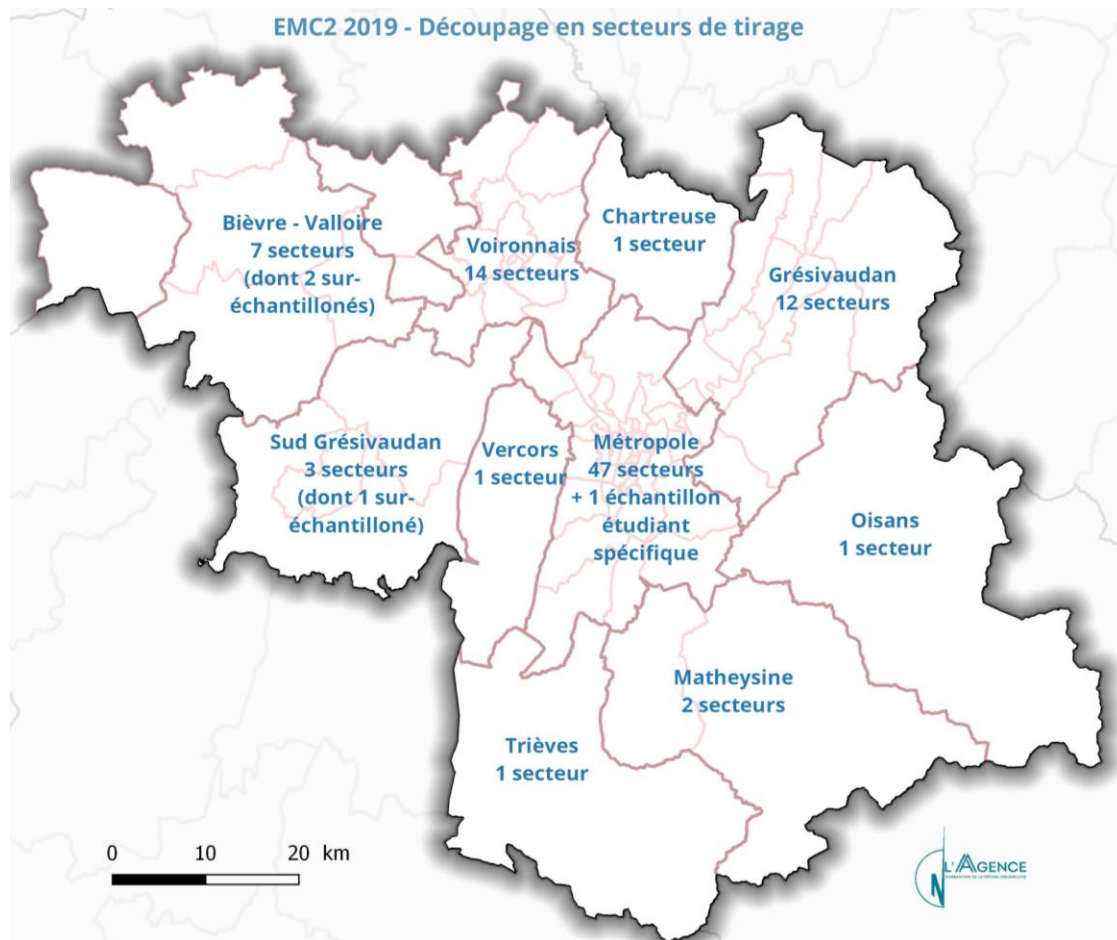 EMC2 2019 - Découpage en secteurs de tirage
Bièvre - Valloire
7 secteurs
(dont 2 sur-
échantillonés)
Voironnais
14 secteurs
Chartreuse
1 secteur
Grésivaudan
12 secteurs
Sud Grésivaudan
3 secteurs
(dont 1 sur-
échantilloné)
Vercors
1 secteur
Métropole
47 secteurs
+ 1 échantillon
étudiant
spécifique
Oisans
1 secteur
Matheysine
2 secteurs
Trièves
1 secteur
0 10 20 km
N
L'AGENCE